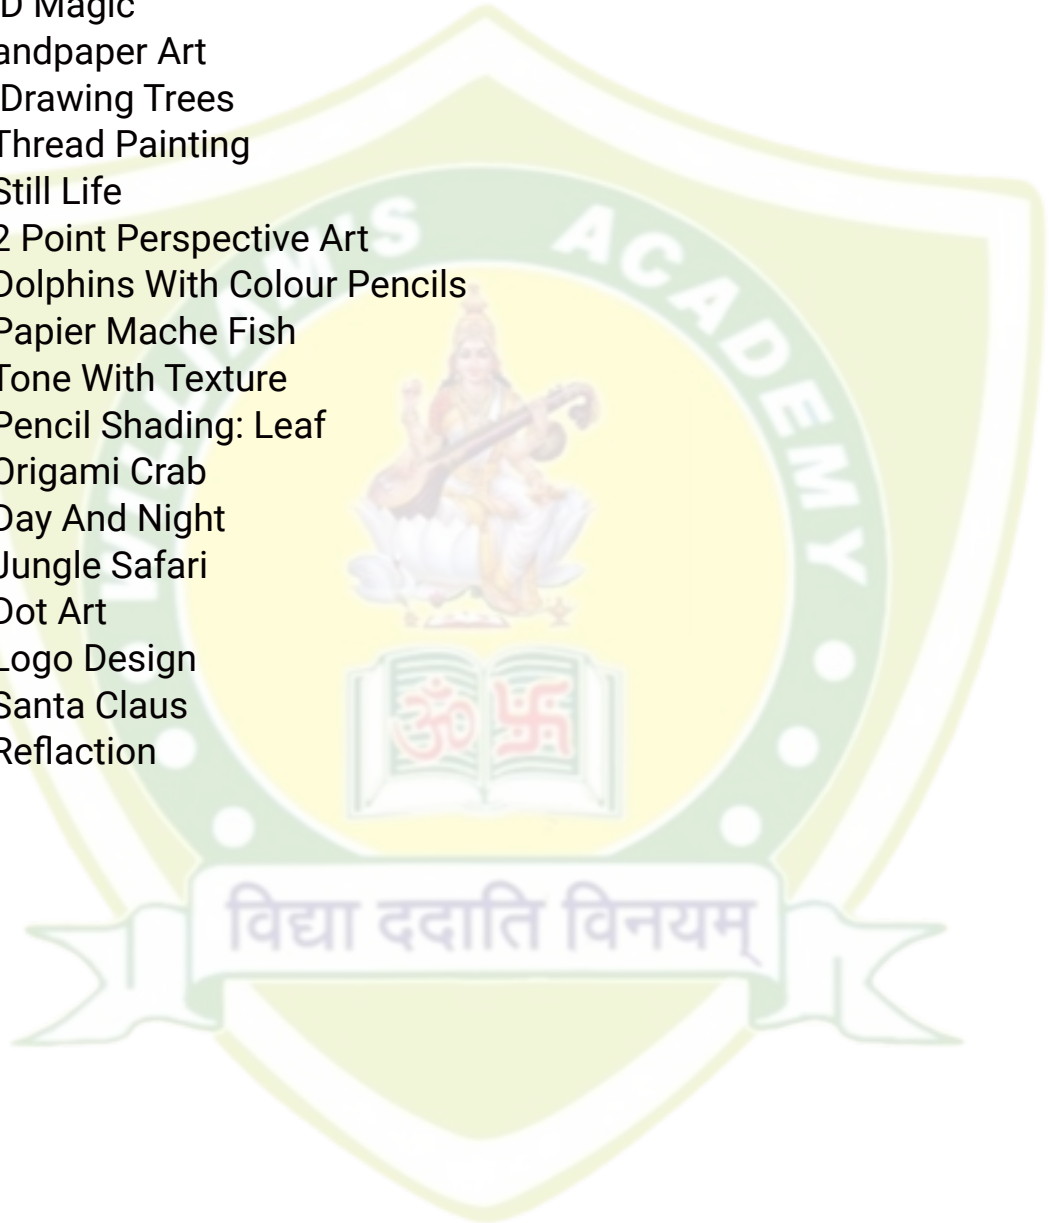 D Magic
andpaper Art
Drawing Trees
Thread Painting
Still Life
2 Point Perspective Art
Dolphins With Colour Pencils
Papier Mache Fish
Tone With Texture
Pencil Shading: Leaf
Origami Crab
Day And Night
Jungle Safari
Dot Art
Logo Design
Santa Claus
Reflaction
WILLIAM'S ACADEMY
ॐ 卐
विद्या ददाति विनयम्